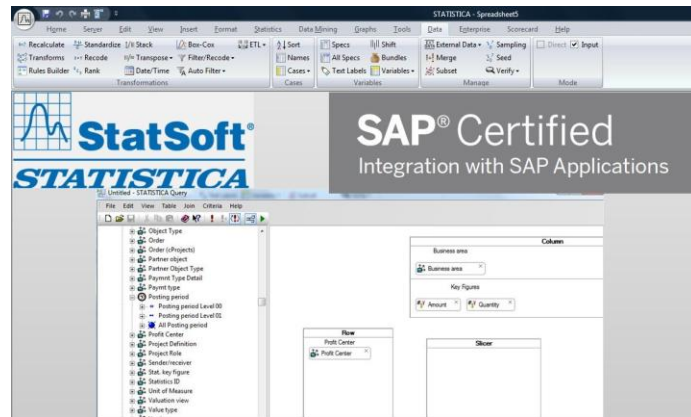 STATISTICA - Spreadsheet5
Home Server Edit View Insert Format Statistics Data Mining Graphs Tools Data Enterprise Scorecard Help
Recalculate Standardize Stack Box-Cox ETL Sort Specs Shift External Data Sampling Direct Input
Transforms Recode Transpose Filter/Recode Names All Specs Bundles Merge Seed
Rules Builder Rank Date/Time Auto Filter Cases Text Labels Variables Subset Verify
Transformations Cases Variables Manage Mode
StatSoft®
STATISTICA
SAP® Certified
Integration with SAP Applications
Untitled - STATISTICA Query
File Edit View Table Join Criteria Help
Object Type
Order
Order (cProjects)
Partner object
Partner Object Type
Paymnt Type Detail
Paymt type
Posting period
Posting period Level 00
Posting period Level 01
All Posting period
Profit Center
Project Definition
Project Role
Sender/receiver
Stat. key figure
Statistics ID
Unit of Measure
Valuation view
Value type
Column
Business area
Business area
Key Figures
Amount Quantity
Row
Profit Center
Profit Center
Slicer